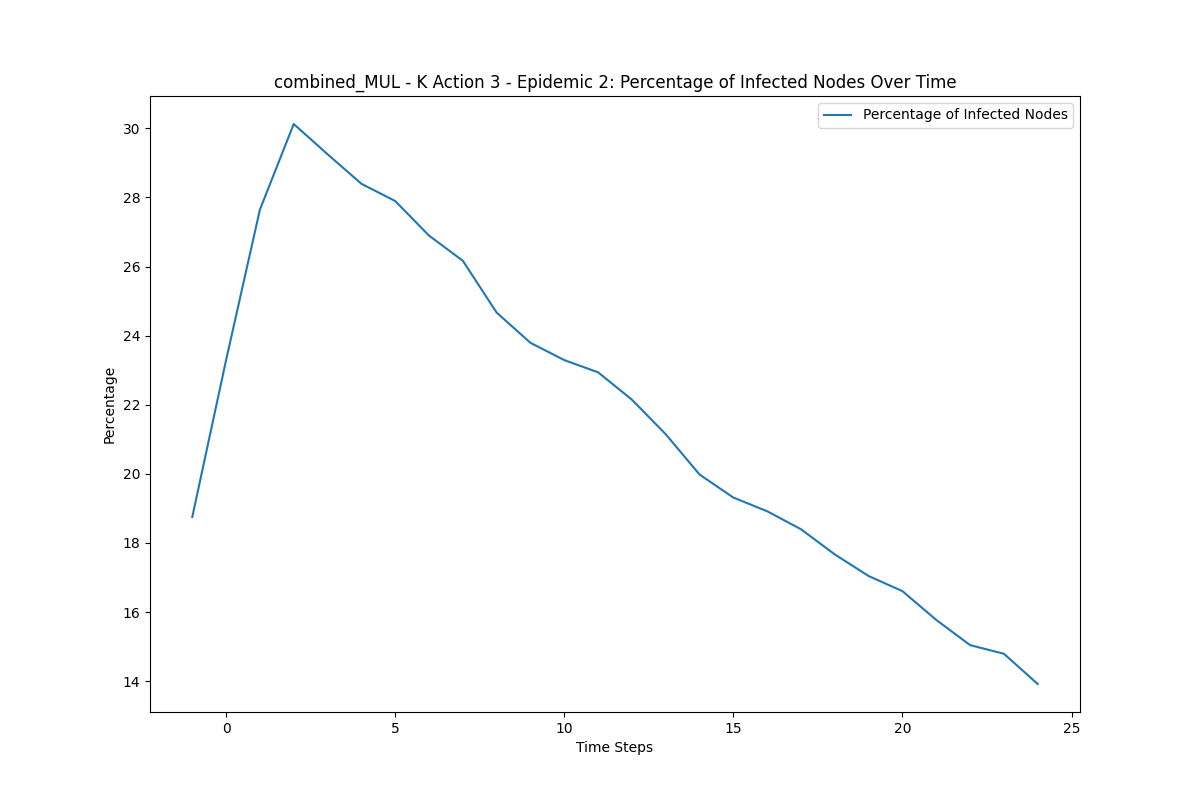 combined_MUL - K Action 3 - Epidemic 2: Percentage of Infected Nodes Over Time
Percentage of Infected Nodes
30
28
26
24
22
20
18
16
14
Percentage
0 5 10 15 20 25
Time Steps